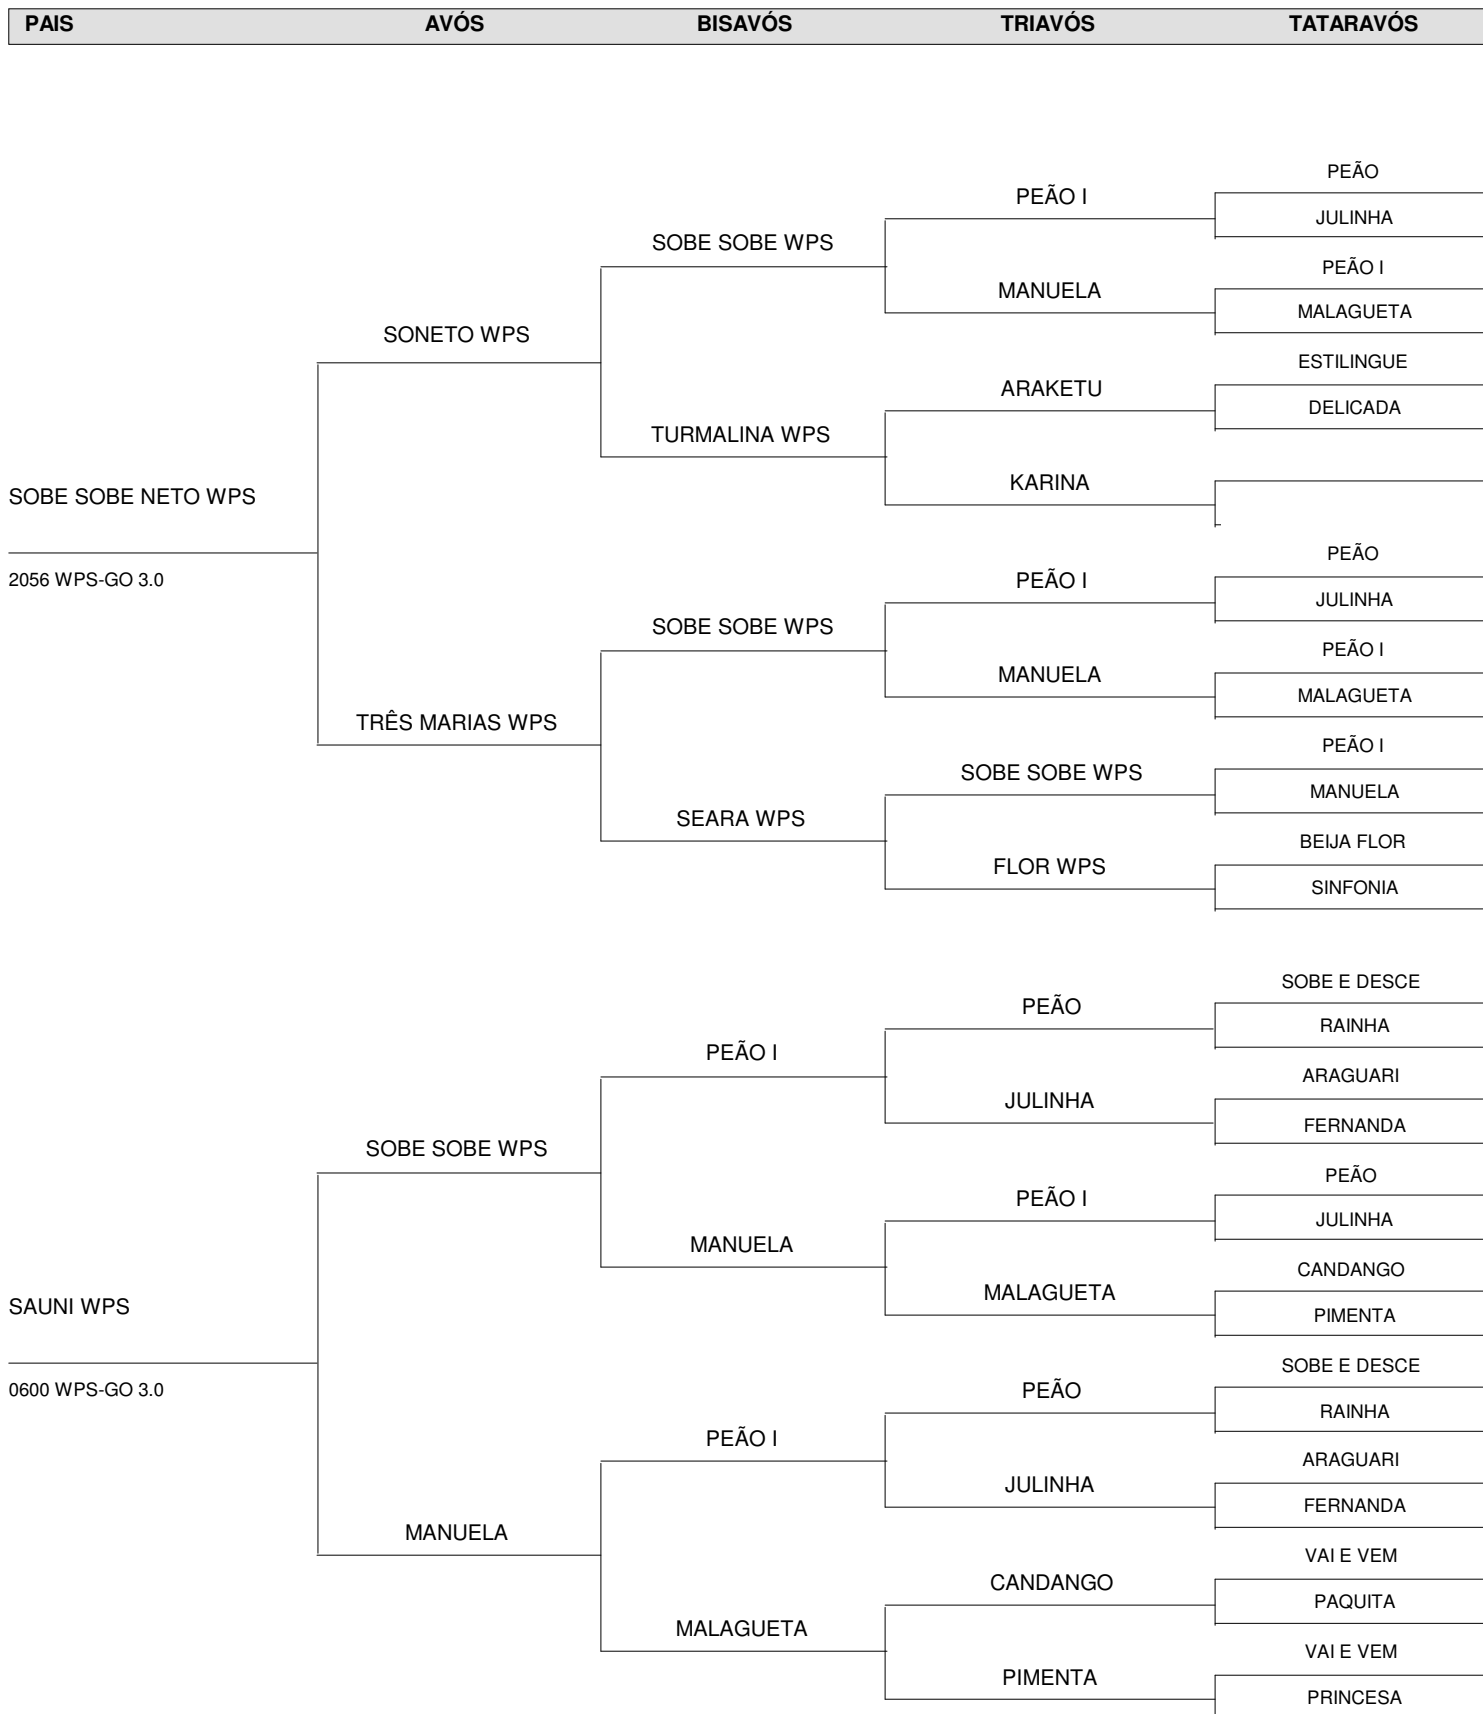 PAIS AVÓS BISAVÓS TRIAVÓS TATARAVÓS
PEÃO
PEÃO I
JULINHA
SOBE SOBE WPS
PEÃO I
MANUELA
MALAGUETA
SONETO WPS
ESTILINGUE
ARAKETU
DELICADA
TURMALINA WPS
KARINA
SOBE SOBE NETO WPS
PEÃO
2056 WPS-GO 3.0
PEÃO I
JULINHA
SOBE SOBE WPS
PEÃO I
MANUELA
MALAGUETA
TRÊS MARIAS WPS
PEÃO I
SOBE SOBE WPS
MANUELA
SEARA WPS
BEIJA FLOR
FLOR WPS
SINFONIA
SOBE E DESCE
PEÃO
RAINHA
PEÃO I
ARAGUARI
JULINHA
FERNANDA
SOBE SOBE WPS
PEÃO
PEÃO I
JULINHA
MANUELA
CANDANGO
MALAGUETA
SAUNI WPS
PIMENTA
SOBE E DESCE
0600 WPS-GO 3.0
PEÃO
RAINHA
PEÃO I
ARAGUARI
JULINHA
FERNANDA
MANUELA
VAI E VEM
CANDANGO
PAQUITA
MALAGUETA
VAI E VEM
PIMENTA
PRINCESA